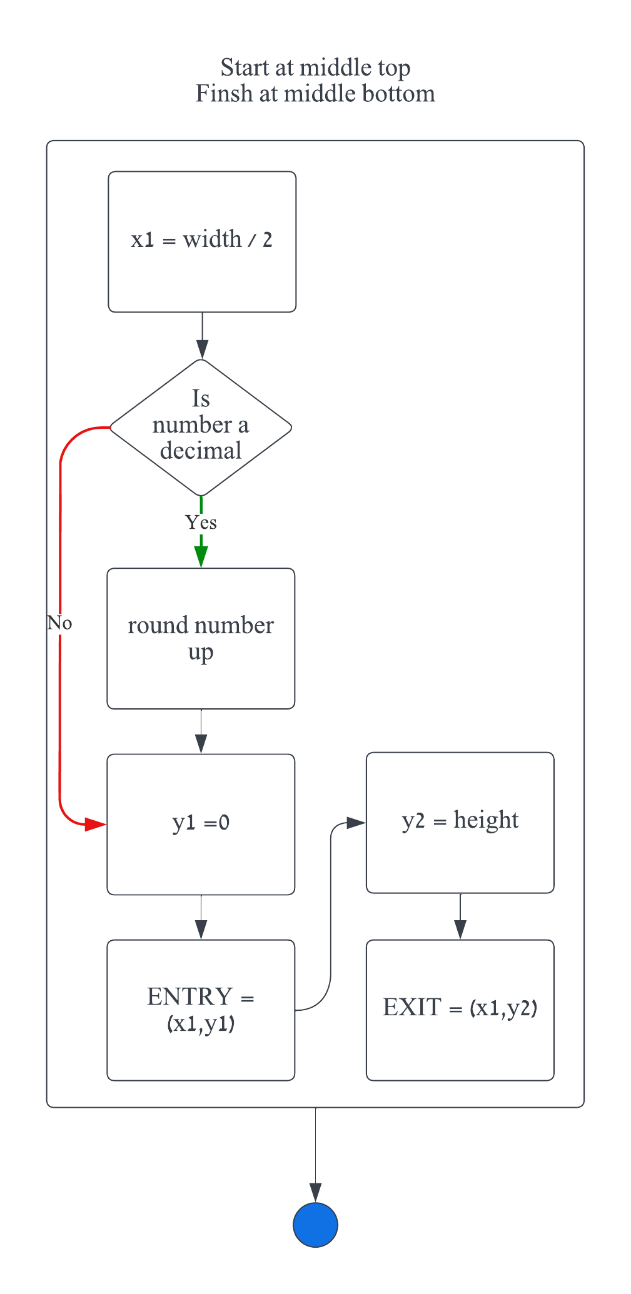 Start at middle top
Finsh at middle bottom
x1 = width / 2
Is
number a
decimal
Yes
No
round number
up
y1 =0
ENTRY =
(x1,y1)
y2 = height
EXIT = (x1,y2)